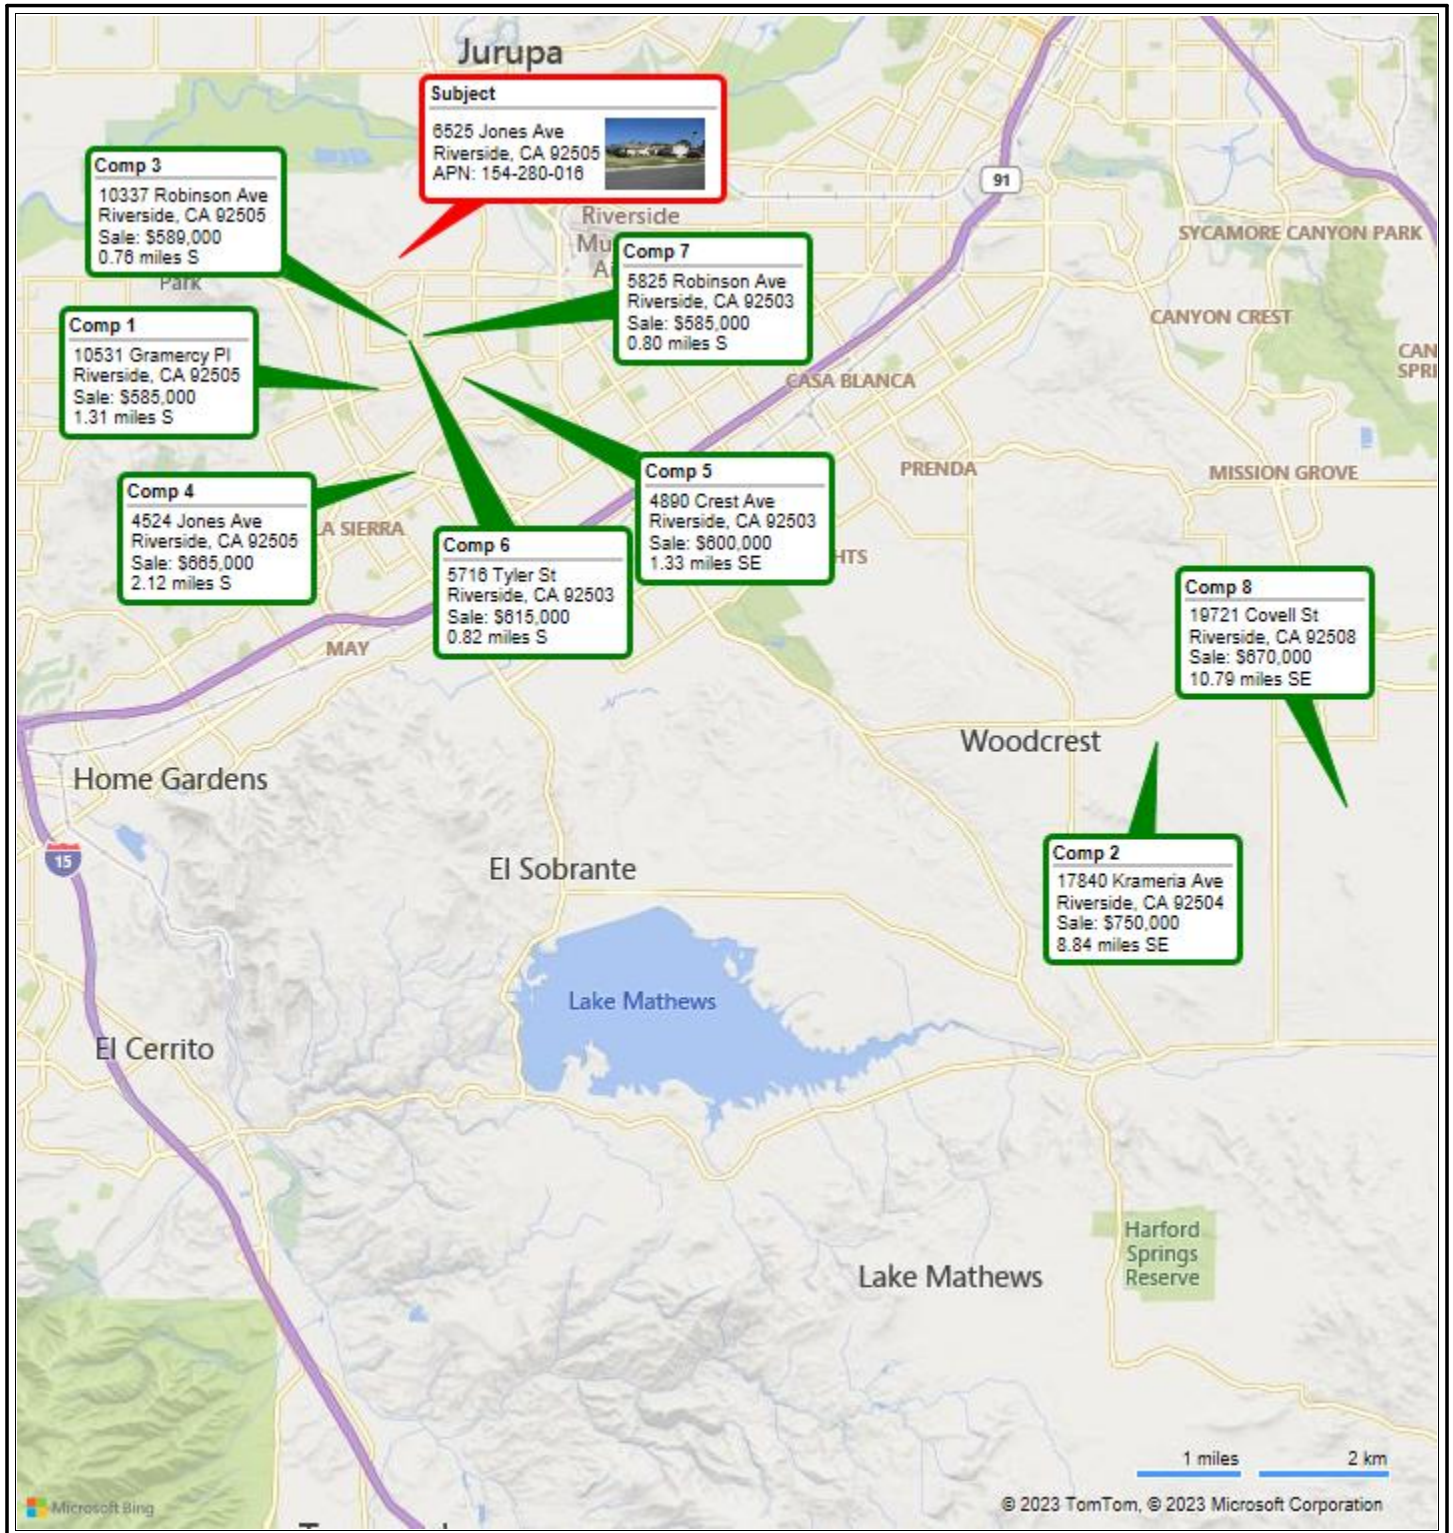 Jurupa
Subject
6525 Jones Ave
Riverside, CA 92505
APN: 154-280-016
91
Comp 3
10337 Robinson Ave
Riverside, CA 92505
Sale: $589,000
0.76 miles S
Park
Riverside
Mu
Ai
SYCAMORE CANYON PARK
Comp 7
5825 Robinson Ave
Riverside, CA 92503
Sale: $585,000
0.80 miles S
CANYON CREST
CAN
SPRI
Comp 1
10531 Gramercy Pl
Riverside, CA 92505
Sale: $585,000
1.31 miles S
CASA BLANCA
PRENDA
MISSION GROVE
Comp 5
4890 Crest Ave
Riverside, CA 92503
Sale: $600,000
1.33 miles SE
HTS
Comp 4
4524 Jones Ave
Riverside, CA 92505
Sale: $665,000
2.12 miles S
A SIERRA
Comp 6
5716 Tyler St
Riverside, CA 92503
Sale: $615,000
0.82 miles S
MAY
Comp 8
19721 Covell St
Riverside, CA 92508
Sale: $670,000
10.79 miles SE
Woodcrest
Home Gardens
15
El Sobrante
Comp 2
17840 Krameria Ave
Riverside, CA 92504
Sale: $750,000
8.84 miles SE
Lake Mathews
El Cerrito
Harford
Springs
Reserve
Lake Mathews
1 miles 2 km
Microsoft Bing
© 2023 TomTom, © 2023 Microsoft Corporation